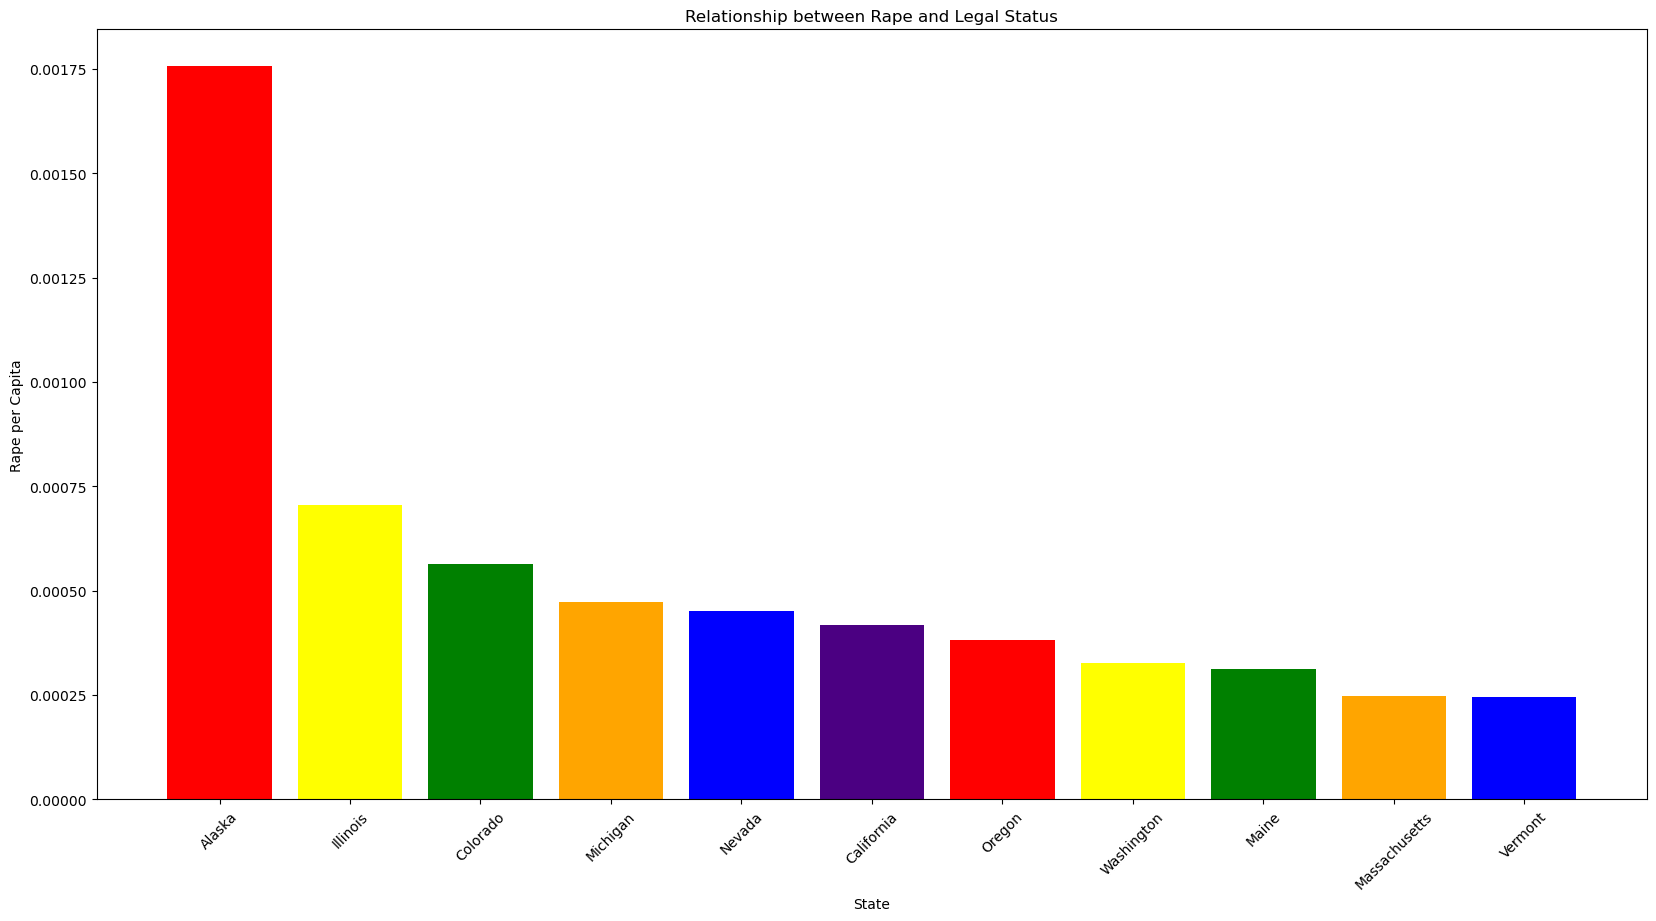 Relationship between Rape and Legal Status
Rape per Capita
0.00175
0.00150
0.00125
0.00100
0.00075
0.00050
0.00025
0.00000
Alaska
Illinois
Colorado
Michigan
Nevada
California
Oregon
Washington
Maine
Massachusetts
Vermont
State